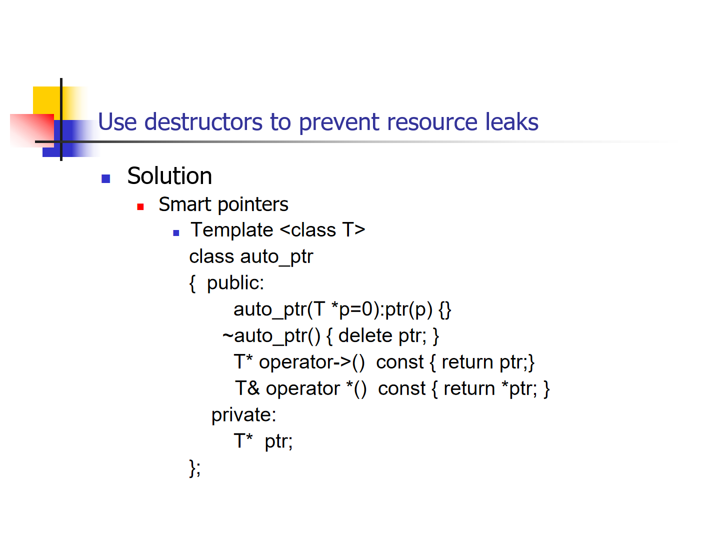 Use destructors to prevent resource leaks
Solution
Smart pointers
Template <class T>
class auto_ptr
{  public:
auto_ptr(T *p=0):ptr(p) {}
~auto_ptr() { delete ptr; }
T* operator->()  const { return ptr;}
T& operator *()  const { return *ptr; }
private:
T*  ptr;
};